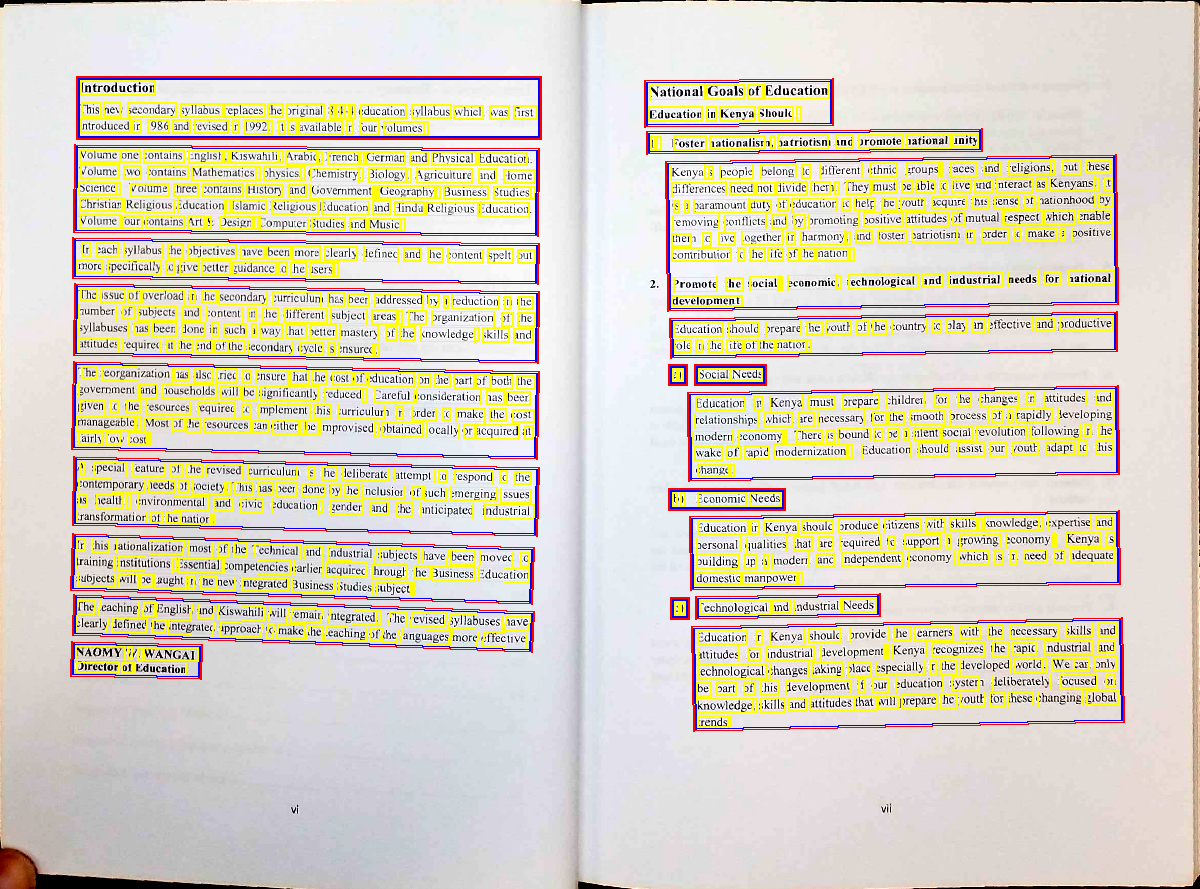 Introduction
This new secondary syllabus replaces the original 8-4-4 education syllabus which was first
introduced in 1986 and revised in 1992. It is available in four volumes.
Volume one contains English, Kiswahili, Arabic, French, German and Physical Education.
Volume two contains Mathematics, physics, Chemistry, Biology, Agriculture and Home
Science. Volume three contains History and Government, Geography, Business Studies,
Christian Religious Education, Islamic Religious Education and Hindu Religious Education.
Volume four contains Art & Design, Computer Studies and Music.
In each syllabus the objectives have been more clearly defined and the content spelt out
more specifically to give better guidance to the users.
The issue of overload in the secondary curriculum has been addressed by a reduction in the
number of subjects and content in the different subject areas. The organization of the
syllabuses has been done in such a way that better mastery of the knowledge, skills and
attitudes required at the end of the secondary cycle is ensured.
The reorganization has also tried to ensure that the cost of education on the part of both the
government and households will be significantly reduced. Careful consideration has been
given to the resources required to implement this curriculum in order to make the cost
manageable. Most of the resources can either be improvised, obtained locally or acquired at
fairly low cost.
A special feature of the revised curriculum is the deliberate attempt to respond to the
contemporary needs of society. This has been done by the inclusion of such emerging issues
as health, environmental and civic education, gender and the anticipated industrial
transformation of the nation.
In this rationalization most of the Technical and industrial subjects have been moved to
training institutions. Essential competencies earlier acquired through the Business Education
subjects will be taught in the new integrated Business Studies subject.
The teaching of English and Kiswahili will remain integrated. The revised syllabuses have
clearly defined the integrated approach to make the teaching of the languages more effective.
NAOMY W. WANGAI
Director of Education
vi
National Goals of Education
Education in Kenya Should:
1. Foster nationalism, patriotism and promote national unity
Kenya's people belong to different ethnic groups, races and religions, but these
differences need not divide them. They must be able to live and interact as Kenyans. It
is a paramount duty of education to help the youth acquire this sense of nationhood by
removing conflicts and by promoting positive attitudes of mutual respect which enable
them to live together in harmony, and foster patriotism in order to make a positive
contribution to the life of the nation.
2. Promote the social, economic, technological and industrial needs for national
development
Education should prepare the youth of the country to play an effective and productive
role in the life of the nation.
a) Social Needs
Education in Kenya must prepare children for the changes in attitudes and
relationships which are necessary for the smooth process of a rapidly developing
modern economy. There is bound to be a silent social revolution following in the
wake of rapid modernization. Education should assist our youth adapt to this
change.
b) Economic Needs
Education in Kenya should produce citizens with skills, knowledge, expertise and
personal qualities that are required to support a growing economy. Kenya is
building up a modern and independent economy which is in need of adequate
domestic manpower.
c) Technological and industrial Needs
Education in Kenya should provide the learners with the necessary skills and
attitudes for industrial development. Kenya recognizes the rapid industrial and
technological changes taking place especially in the developed world. We can only
be part of this development if our education system deliberately focused on
knowledge, skills and attitudes that will prepare the youth for these changing global
trends.
vii